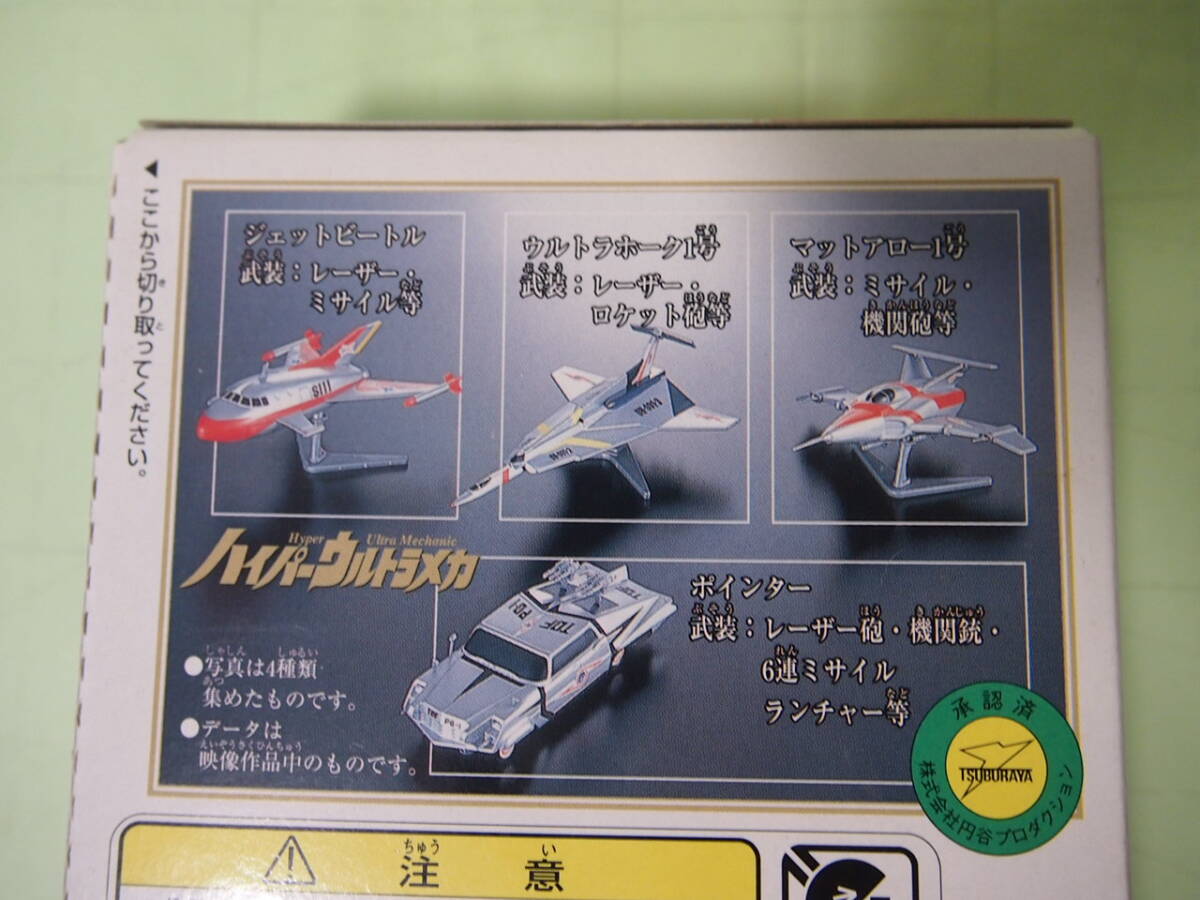 ◀ここから切り取ってください。
ジェットビートル
武装：レーザー・
ミサイル等
ウルトラホーク1号
武装：レーザー・
ロケット砲等
マットアロー1号
武装：ミサイル・
機関砲等
S111
Hyper Ultra Mechanic
ハイパーウルトラメカ
ポインター
武装：レーザー砲・機関銃・
6連ミサイル
ランチャー等
TDF PO-1
TDF
PO-1
●写真は4種類
集めたものです。
●データは
映像作品中のものです。
承認済
TSUBURAYA
株式会社円谷プロダクション
注意